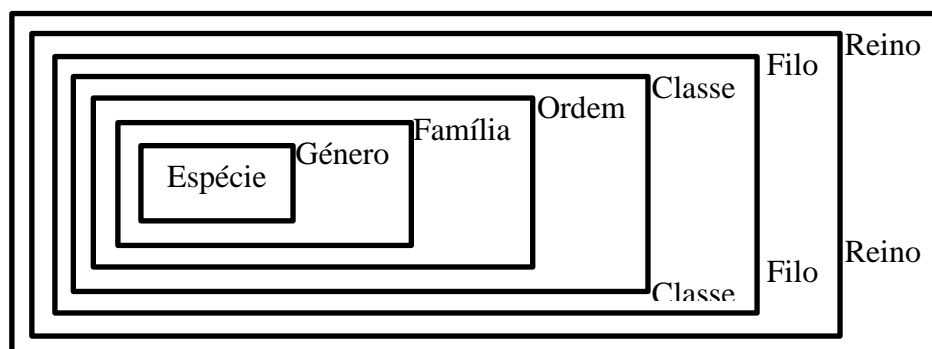 Reino
Filo
Classe
Ordem
Família
Género
Espécie
Reino
Filo
Classe